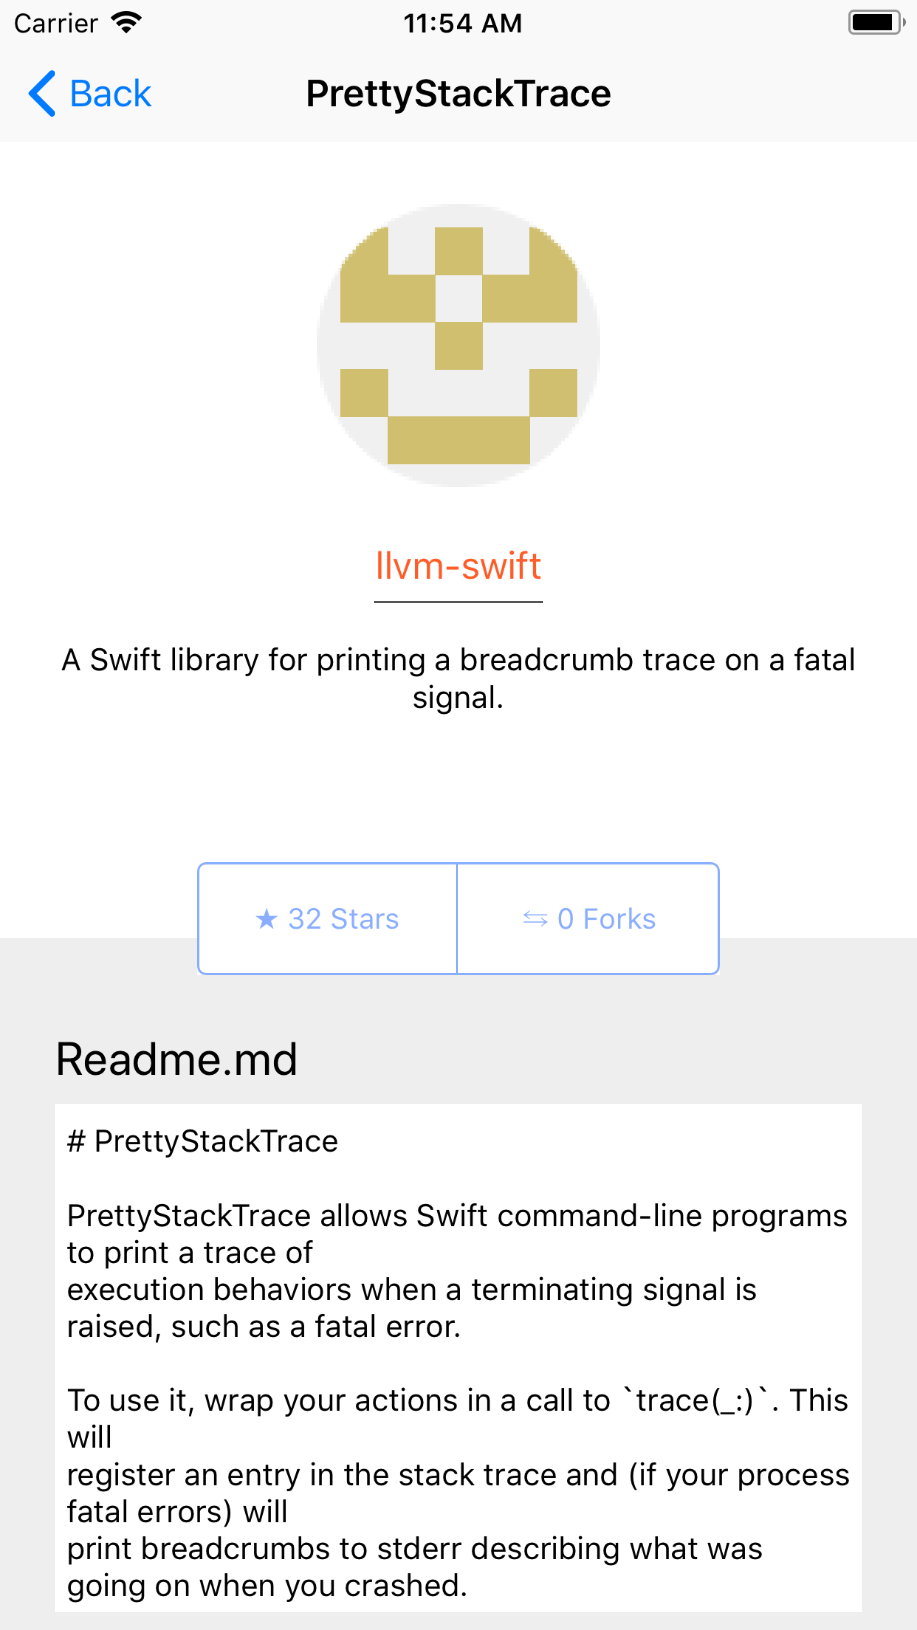 Carrier 11:54 AM
Back PrettyStackTrace
llvm-swift
A Swift library for printing a breadcrumb trace on a fatal
signal.
★ 32 Stars ⇆ 0 Forks
Readme.md
# PrettyStackTrace
PrettyStackTrace allows Swift command-line programs
to print a trace of
execution behaviors when a terminating signal is
raised, such as a fatal error.
To use it, wrap your actions in a call to `trace(_:)`. This
will
register an entry in the stack trace and (if your process
fatal errors) will
print breadcrumbs to stderr describing what was
going on when you crashed.